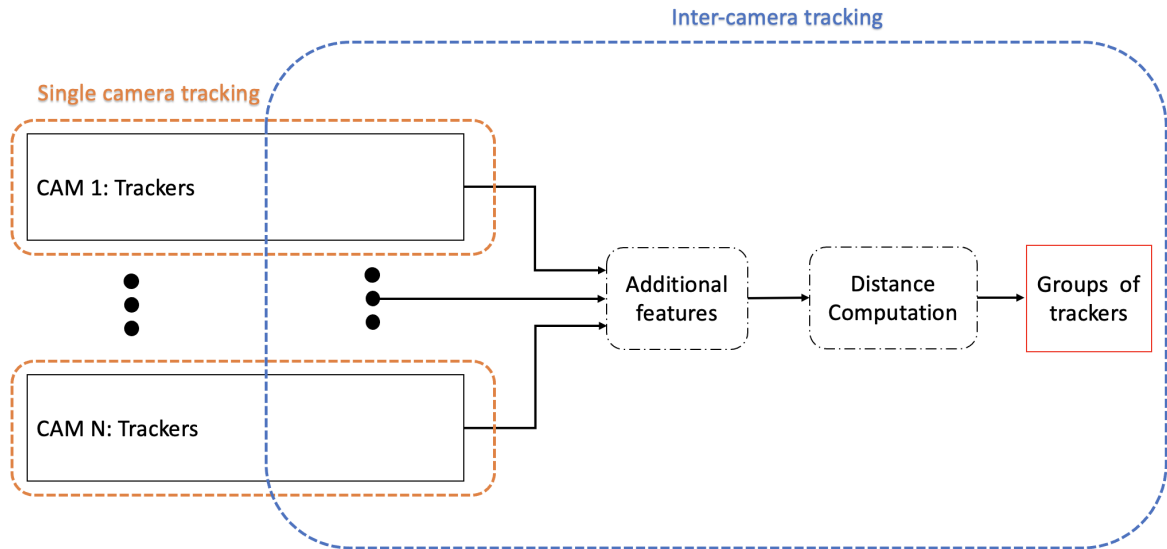 Inter-camera tracking
Single camera tracking
CAM 1: Trackers
Additional
features
Distance
Computation
Groups of
trackers
CAM N: Trackers